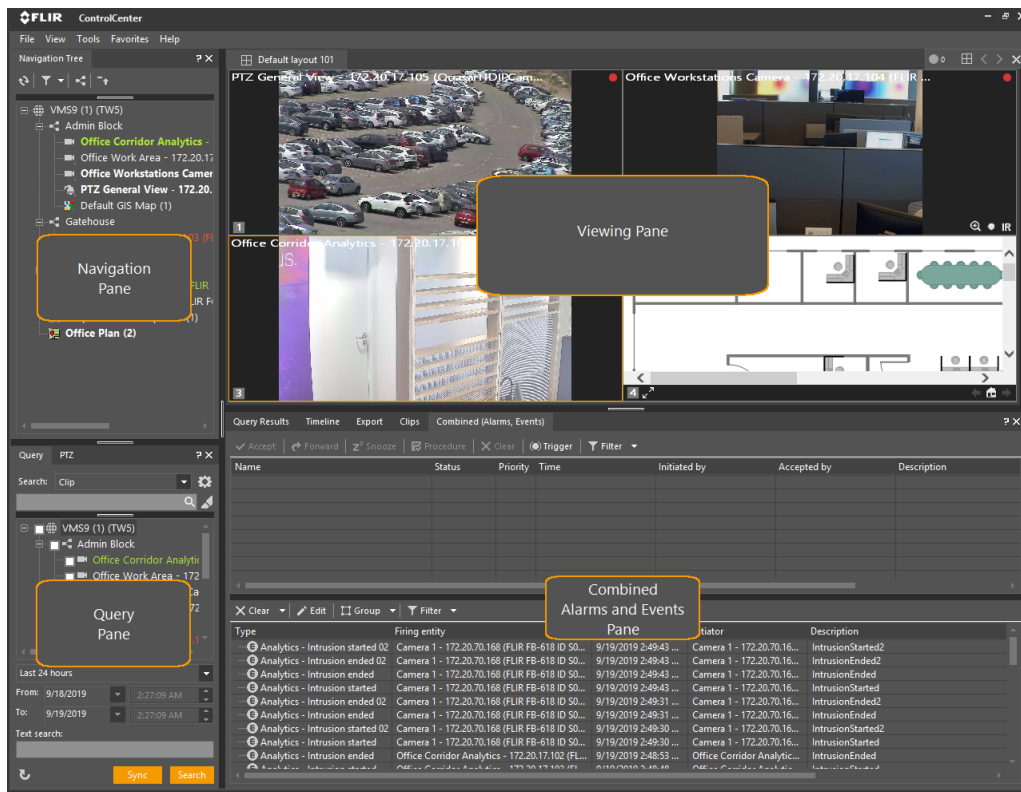 FLIR ControlCenter
File View Tools Favorites Help
Navigation Tree ? X
VMS9 (1) (TW5)
Admin Block
Office Corridor Analytics -
Office Work Area - 172.20.17
Office Workstations Camer
PTZ General View - 172.20.
Default GIS Map (1)
Gatehouse
03 (Fl
Navigation
Pane
FLIR
LIR F
(1)
Office Plan (2)
Default layout 101
PTZ General View - 172.20.17.105 (Quasar HDIPCam...
1
Office Workstations Camera - 172.20.17.104 (FLIR ...
IR
Viewing Pane
Office Corridor Analytics - 172.20.17.10
US.
3
4
Query PTZ ? X
Search: Clip
VMS9 (1) (TW5)
Admin Block
Office Corridor Analytic
Office Work Area - 172
Ca
72
Query
Pane
Last 24 hours
From: 9/18/2019 2:27:09 AM
To: 9/19/2019 2:27:09 AM
Text search:
Sync Search
Query Results Timeline Export Clips Combined (Alarms, Events) ? X
Accept Forward Snooze Procedure Clear Trigger Filter
Name Status Priority Time Initiated by Accepted by Description
Combined
Alarms and Events
Pane
Clear Edit Group Filter
Type Firing entity tiator Description
Analytics - Intrusion started 02 Camera 1 - 172.20.70.168 (FLIR FB-618 ID S0... 9/19/2019 2:49:43 ... Camera 1 - 172.20.70.16... IntrusionStarted2
Analytics - Intrusion ended 02 Camera 1 - 172.20.70.168 (FLIR FB-618 ID S0... 9/19/2019 2:49:43 ... Camera 1 - 172.20.70.16... IntrusionEnded2
Analytics - Intrusion ended Camera 1 - 172.20.70.168 (FLIR FB-618 ID S0... 9/19/2019 2:49:43 ... Camera 1 - 172.20.70.16... IntrusionEnded
Analytics - Intrusion started Camera 1 - 172.20.70.168 (FLIR FB-618 ID S0... 9/19/2019 2:49:43 ... Camera 1 - 172.20.70.16... IntrusionStarted
Analytics - Intrusion ended 02 Camera 1 - 172.20.70.168 (FLIR FB-618 ID S0... 9/19/2019 2:49:31 ... Camera 1 - 172.20.70.16... IntrusionEnded2
Analytics - Intrusion ended Camera 1 - 172.20.70.168 (FLIR FB-618 ID S0... 9/19/2019 2:49:31 ... Camera 1 - 172.20.70.16... IntrusionEnded
Analytics - Intrusion started 02 Camera 1 - 172.20.70.168 (FLIR FB-618 ID S0... 9/19/2019 2:49:30 ... Camera 1 - 172.20.70.16... IntrusionStarted2
Analytics - Intrusion started Camera 1 - 172.20.70.168 (FLIR FB-618 ID S0... 9/19/2019 2:49:30 ... Camera 1 - 172.20.70.16... IntrusionStarted
Analytics - Intrusion ended Office Corridor Analytics - 172.20.17.102 (FL... 9/19/2019 2:48:53 ... Office Corridor Analytic... IntrusionEnded